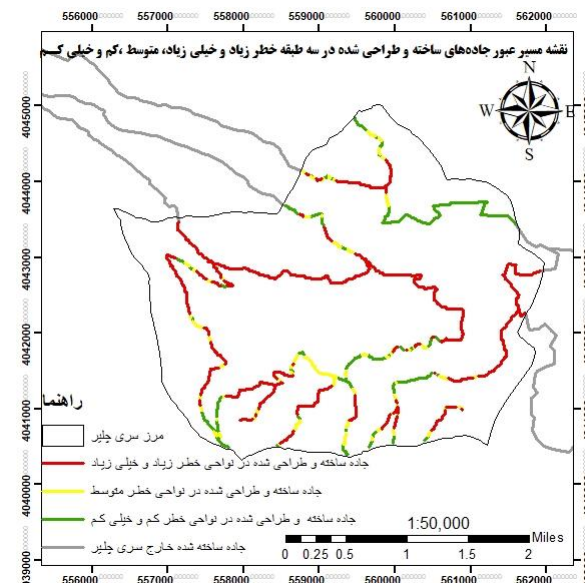 556000 557000 558000 559000 560000 561000 562000
نقشه مسیر عبور جاده‌های ساخته و طراحی شده در سه طبقه خطر زیاد و خیلی زیاد، متوسط ،کم و خیلی کم
N
W E
S
4045000
4044000
4043000
4042000
4041000
4040000
راهنما
مرز سری چلیر
جاده ساخته و طراحی شده در نواحی خطر زیاد و خیلی زیاد
جاده ساخته و طراحی شده در نواحی خطر متوسط
جاده ساخته و طراحی شده در نواحی خطر کم و خیلی کم
جاده ساخته شده خارج سری چلیر
1:50,000
Miles
0 0.25 0.5 1 1.5 2
556000 557000 558000 559000 560000 561000 562000